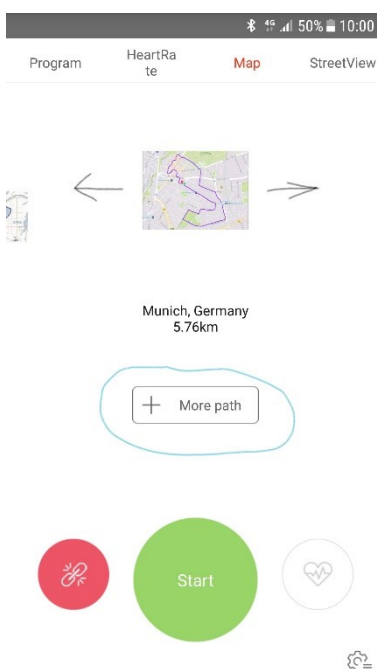 4G 50% 10:00
Program HeartRa Map StreetView
te
Munich, Germany
5.76km
+ More path
Start